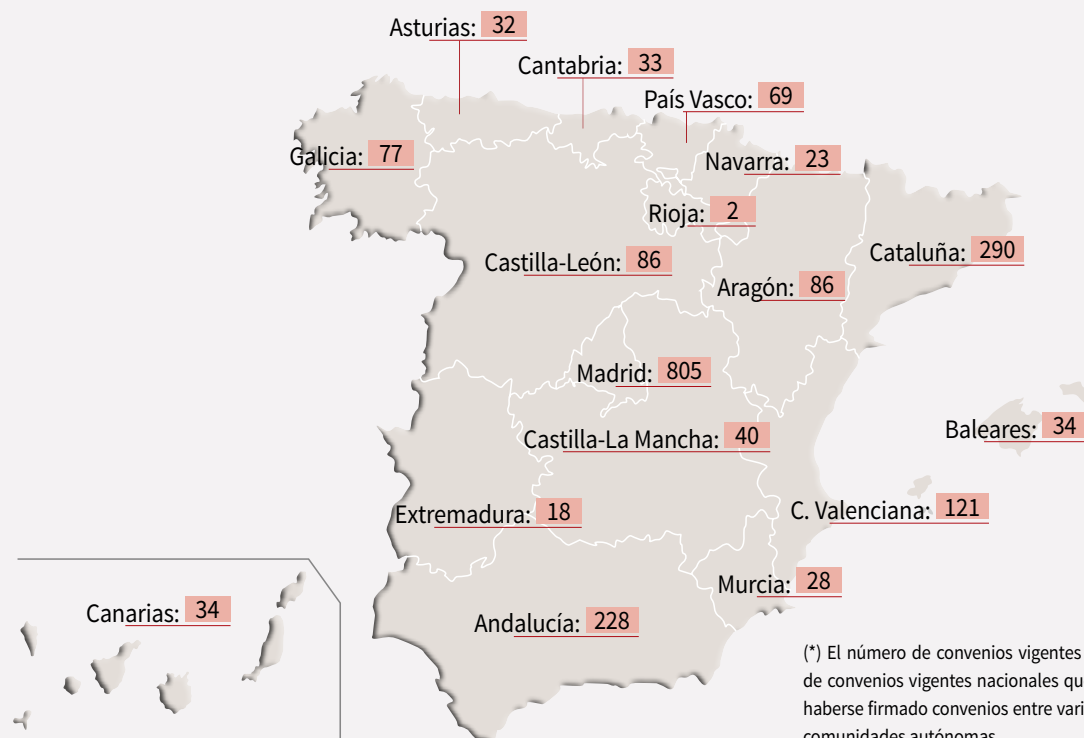 Asturias: 32
Cantabria: 33
País Vasco: 69
Galicia: 77
Navarra: 23
Rioja: 2
Cataluña: 290
Castilla-León: 86
Aragón: 86
Madrid: 805
Baleares: 34
Castilla-La Mancha: 40
Extremadura: 18
C. Valenciana: 121
Murcia: 28
Canarias: 34
Andalucía: 228
(*) El número de convenios vigentes
de convenios vigentes nacionales qu
haberse firmado convenios entre vari
comunidades autónomas